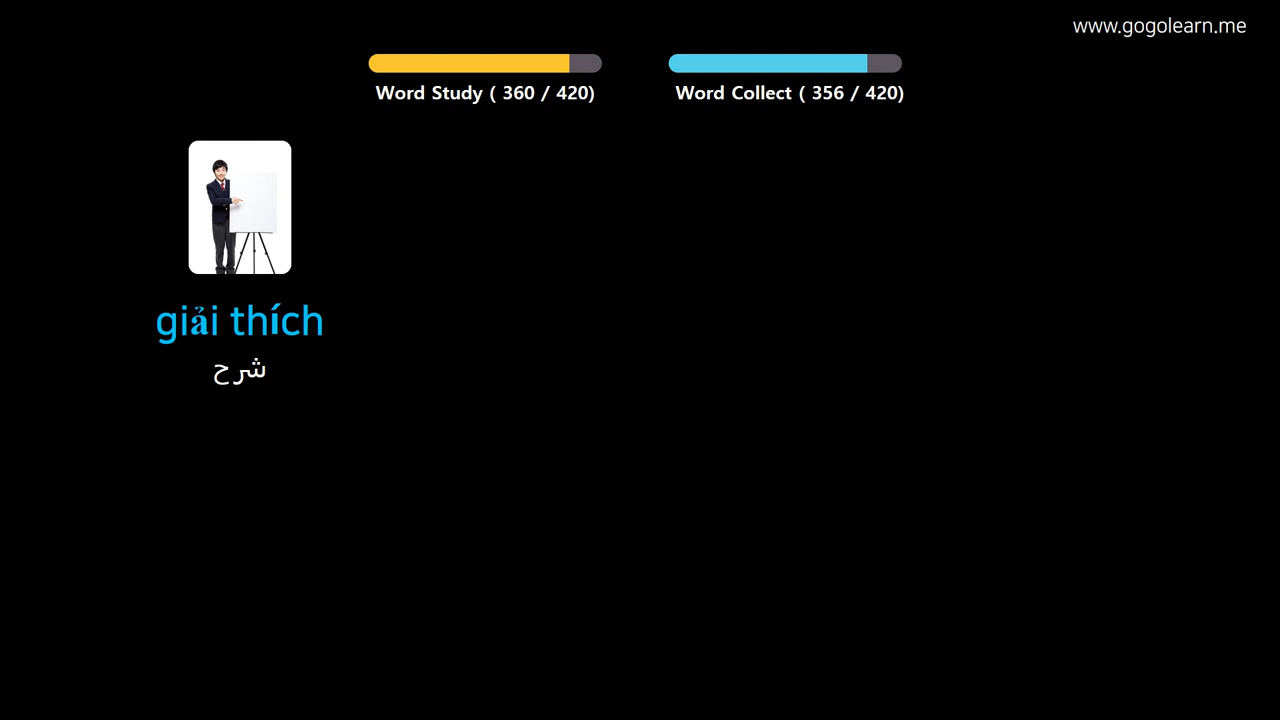 www.gogolearn.me
Word Study ( 360 / 420)
Word Collect ( 356 / 420)
giải thích
شرح